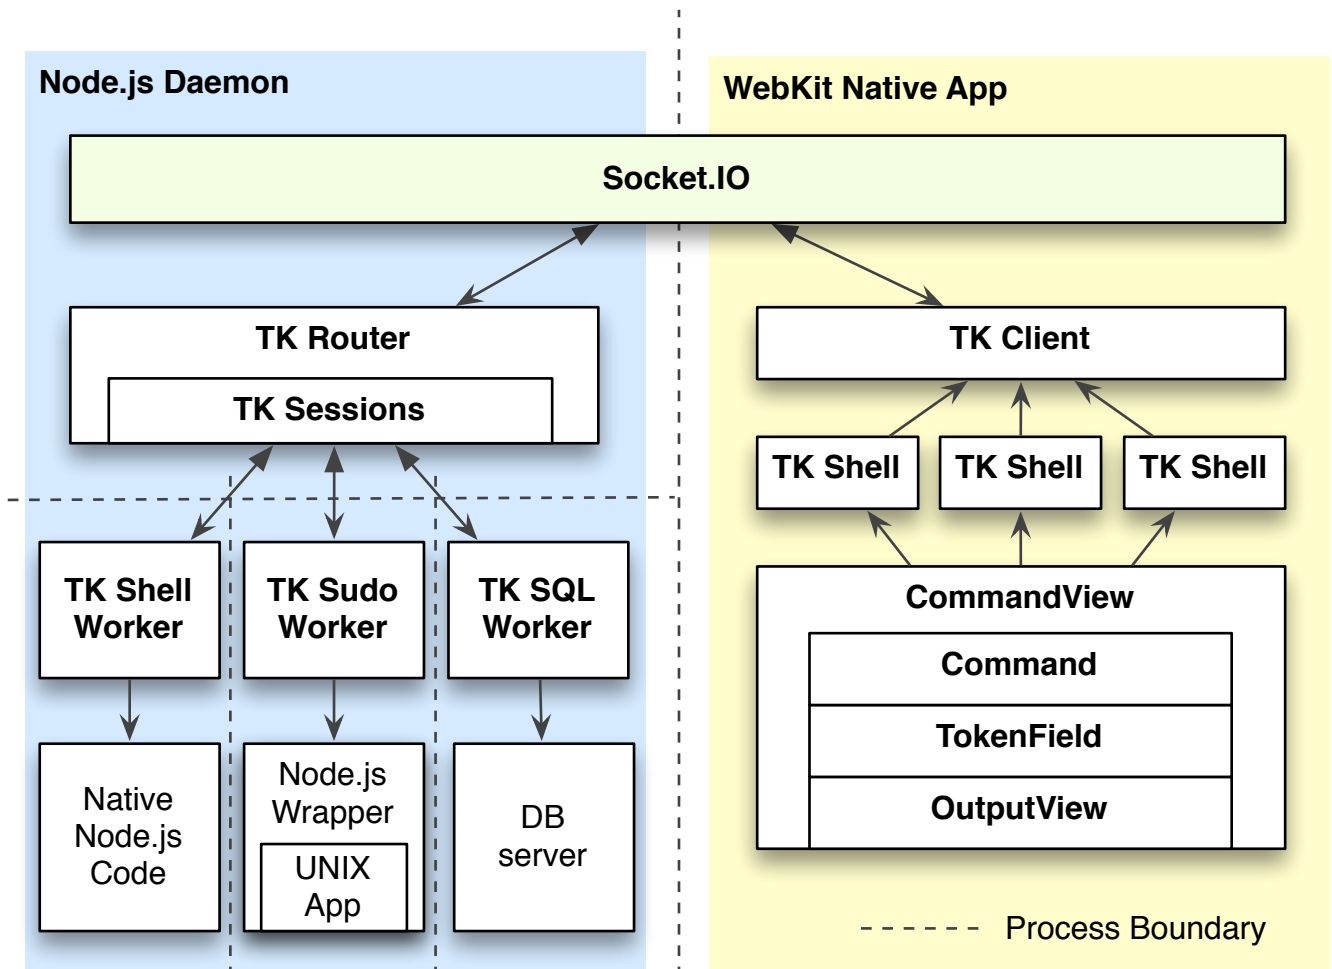 Node.js Daemon
WebKit Native App
Socket.IO
TK Router
TK Sessions
TK Client
TK Shell
TK Shell
TK Shell
TK Shell
Worker
TK Sudo
Worker
TK SQL
Worker
CommandView
Command
TokenField
OutputView
Native
Node.js
Code
Node.js
Wrapper
UNIX
App
DB
server
Process Boundary